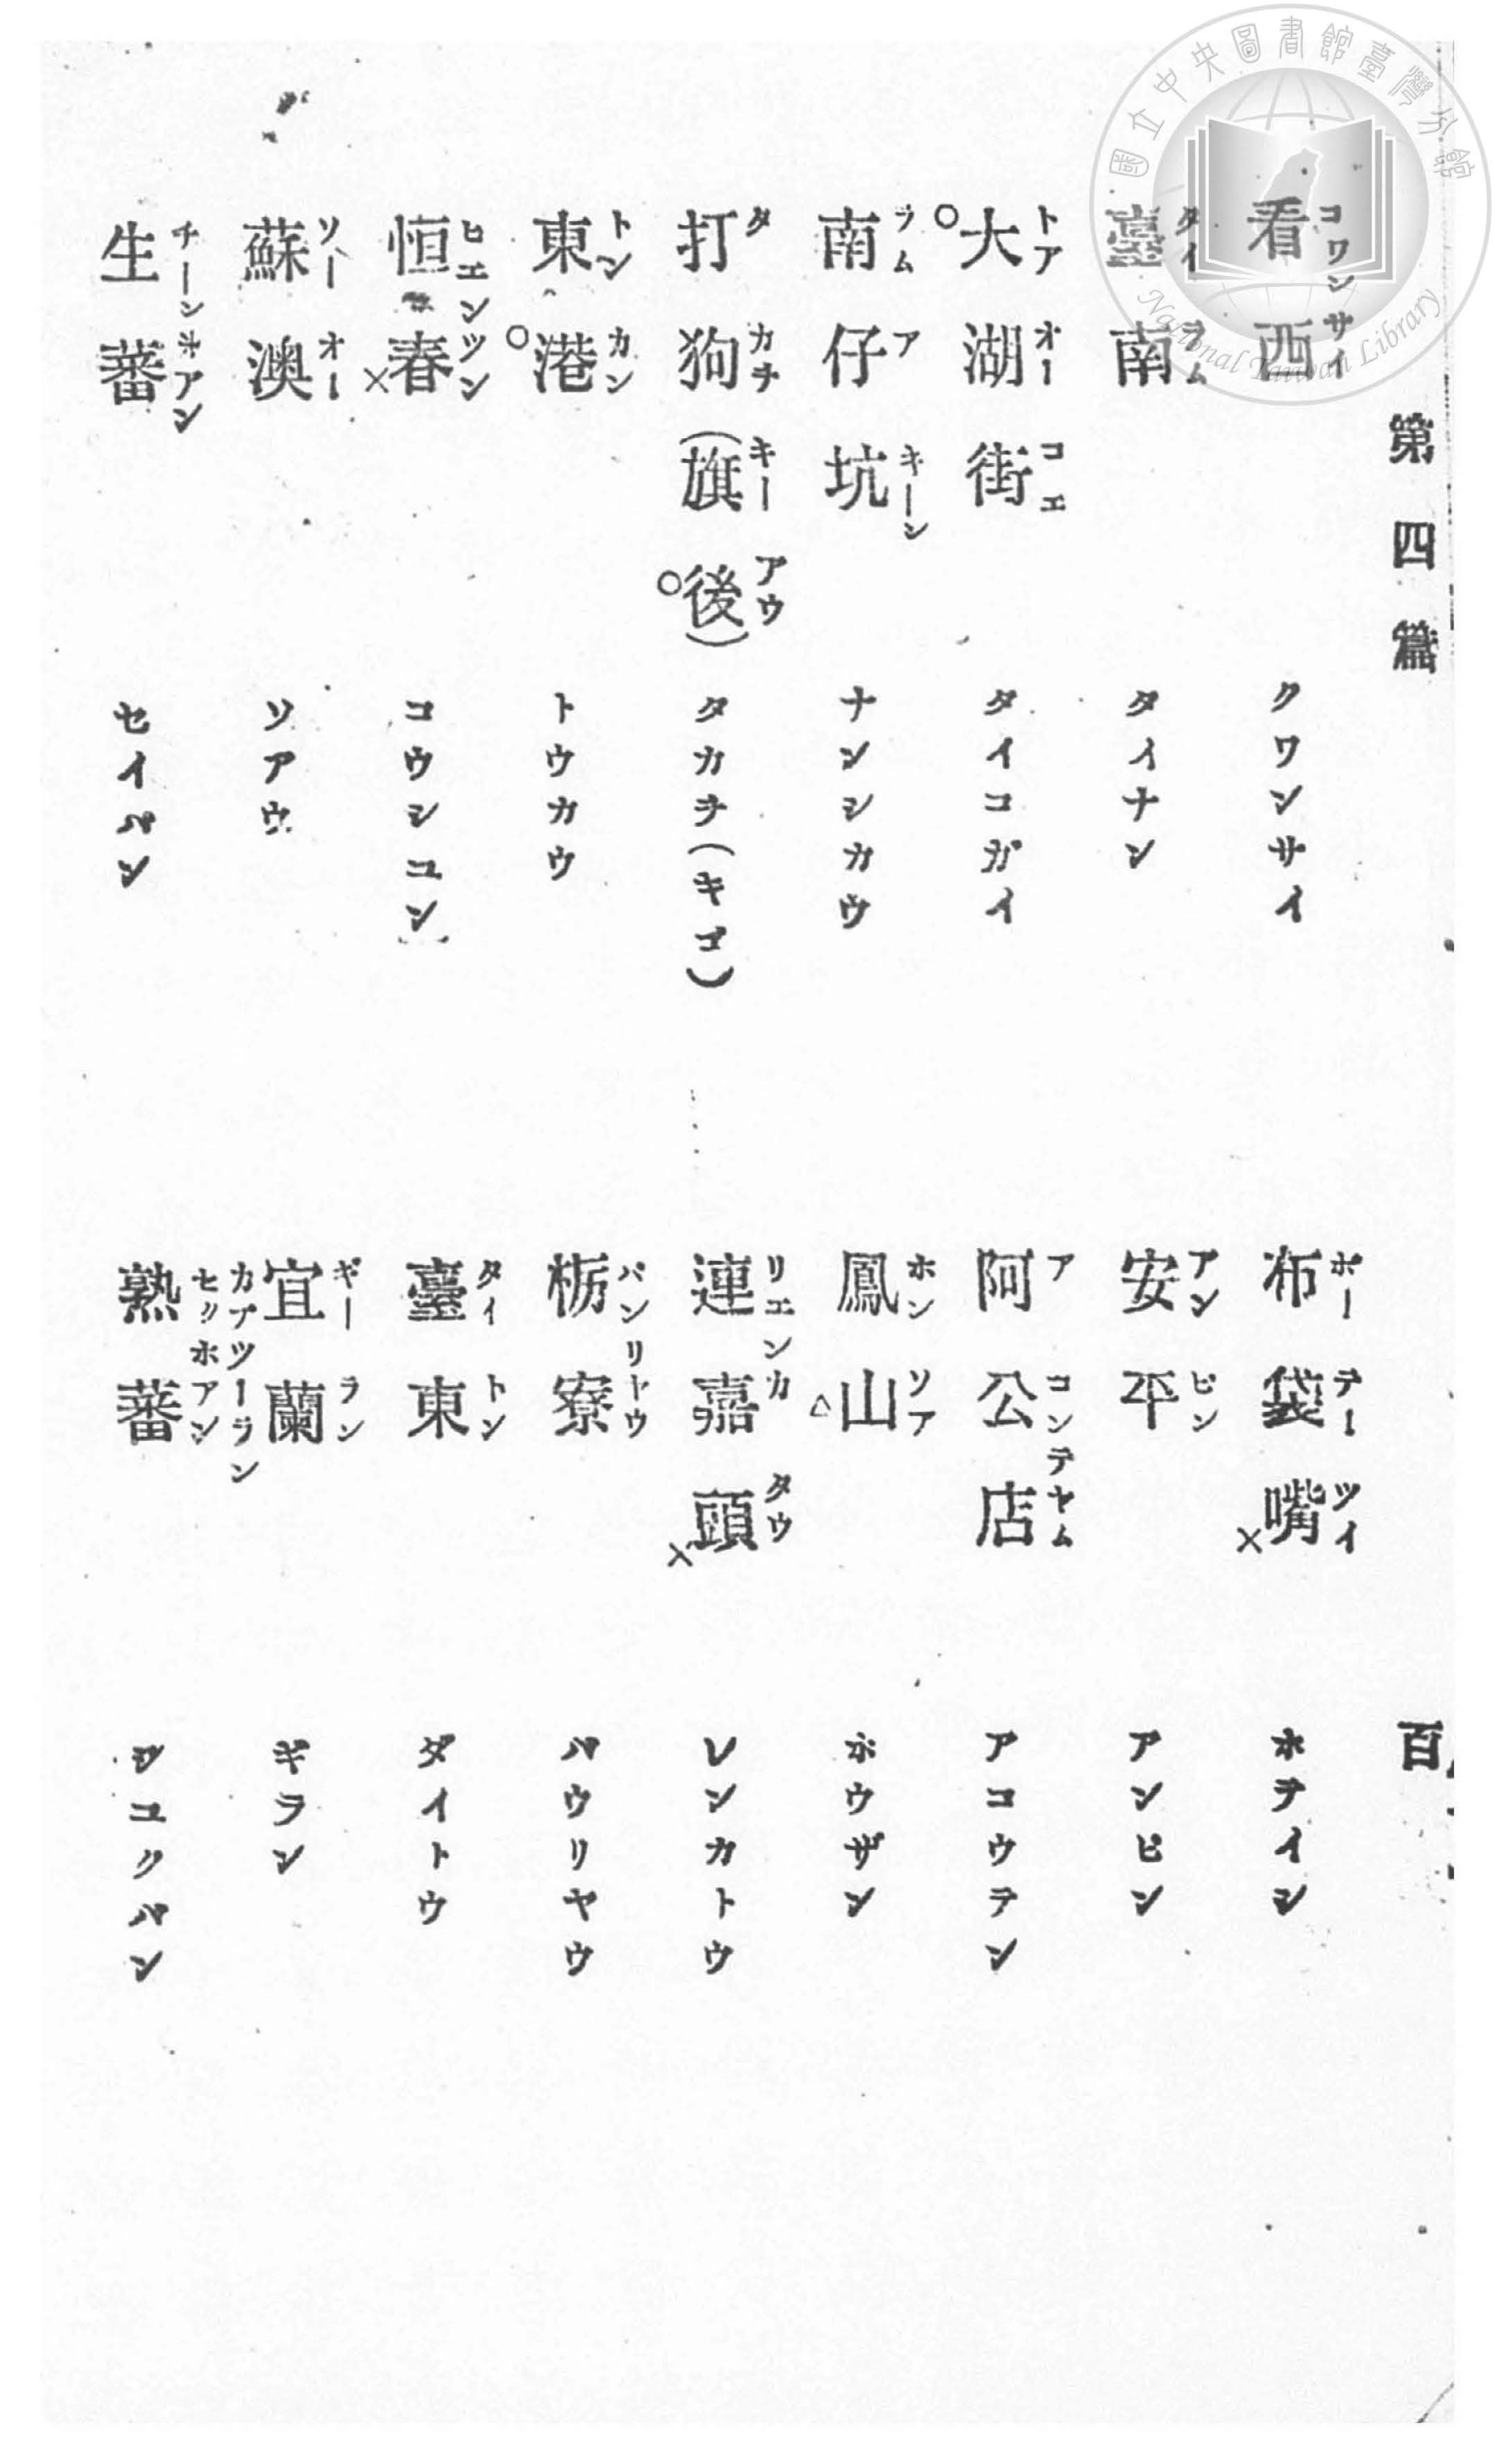 國立中央圖書館臺灣分館
National Taiwan Library
第四篇
百
看西 コワンサイ クワンサイ
布袋嘴 ポーテーツイ ホテイシ
臺南 タイラム タイナン
安平 アンピン アンピン
大湖街 トアオーコエ タイコガイ
阿公店 アコンテヤム アコウテン
南仔坑 ラムアキーン ナンシカウ
鳳山 ホンソア ホウザン
打狗(旗後) タカヲキーアウ タカヲ(キゴ)
連嘉頭 リエンカタウ レンカトウ
東港 トンカン トウカウ
枋寮 パンリヤウ バウリヤウ
恒春 ヒエンツン コウシユン
臺東 タイトン ダイトウ
蘇澳 ソーオー ソアウ
宜蘭 ギーラン カプツーラン ギラン
生蕃 チーンホアン セイバン
熟蕃 セㇰホアン ジユクバン